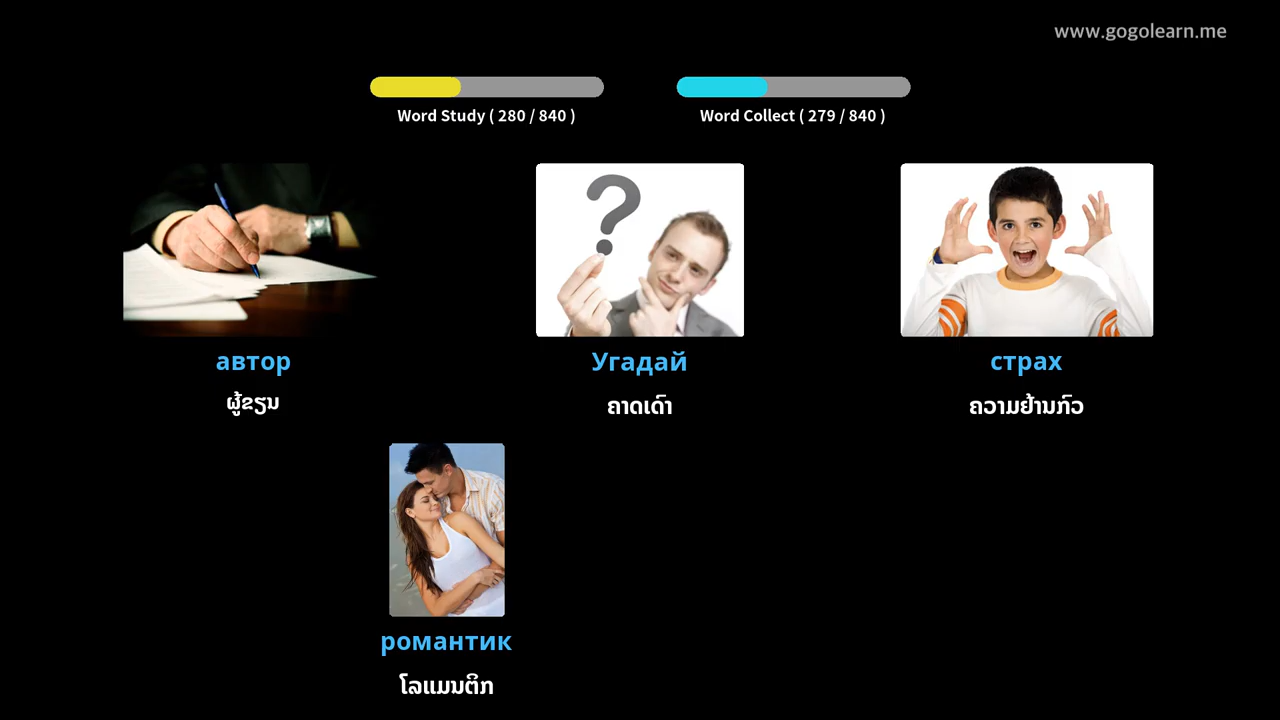 www.gogolearn.me
Word Study ( 280 / 840 )
Word Collect ( 279 / 840 )
автор
Угадай
страх
ຜູ້ຂຽນ
ຄາດເດົາ
ຄວາມຢ້ານກົວ
романтик
ໂລແມນຕິກ